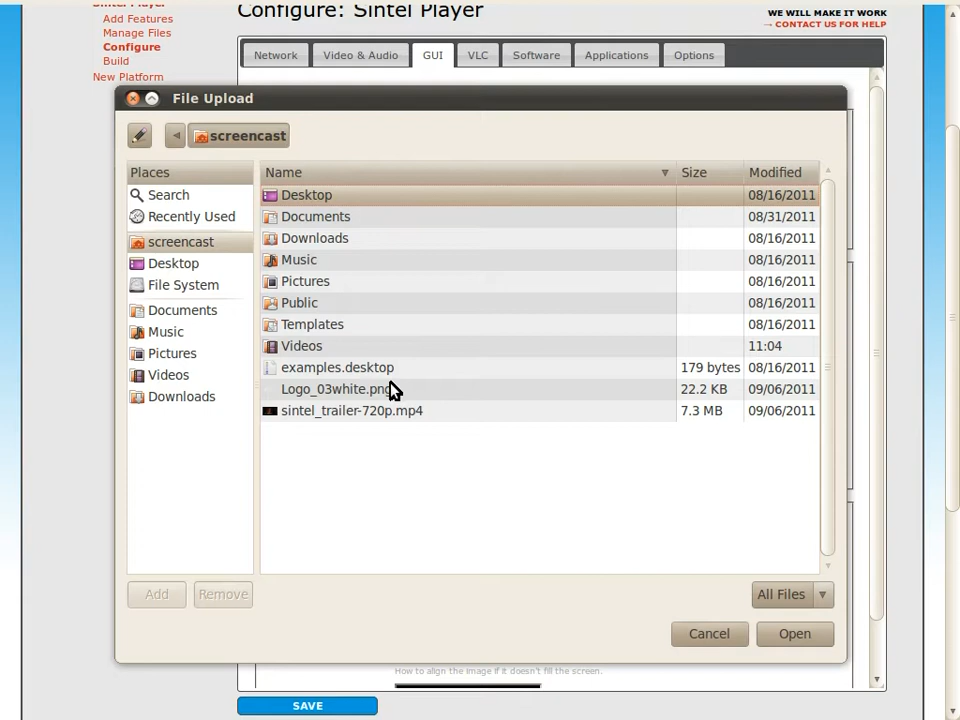 Sintel Player
Add Features
Manage Files
Configure
Build
New Platform
Configure: Sintel Player
WE WILL MAKE IT WORK
→ CONTACT US FOR HELP
Network Video & Audio GUI VLC Software Applications Options
File Upload
screencast
Places
Search
Recently Used
screencast
Desktop
File System
Documents
Music
Pictures
Videos
Downloads
Name Size Modified
Desktop 08/16/2011
Documents 08/31/2011
Downloads 08/16/2011
Music 08/16/2011
Pictures 08/16/2011
Public 08/16/2011
Templates 08/16/2011
Videos 11:04
examples.desktop 179 bytes 08/16/2011
Logo_03white.png 22.2 KB 09/06/2011
sintel_trailer-720p.mp4 7.3 MB 09/06/2011
Add Remove
All Files
Cancel Open
How to align the image if it doesn't fill the screen.
SAVE